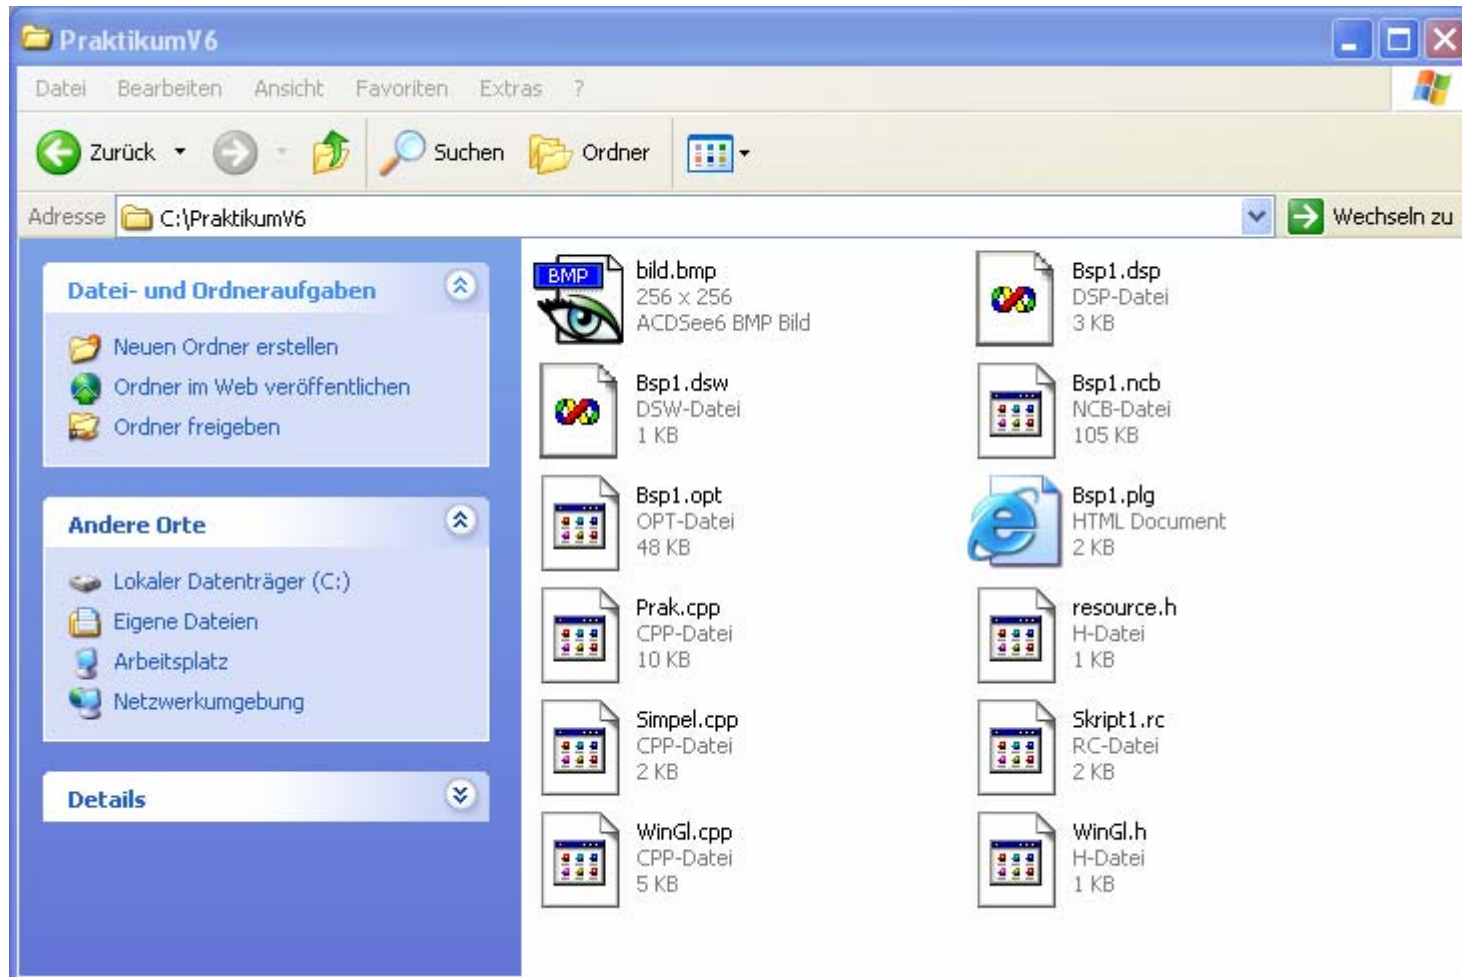 PraktikumV6
Datei Bearbeiten Ansicht Favoriten Extras ?
Zurück Suchen Ordner
Adresse C:\PraktikumV6 Wechseln zu
Datei- und Ordneraufgaben
Neuen Ordner erstellen
Ordner im Web veröffentlichen
Ordner freigeben
Andere Orte
Lokaler Datenträger (C:)
Eigene Dateien
Arbeitsplatz
Netzwerkumgebung
Details
BMP
bild.bmp
256 x 256
ACDSee6 BMP Bild
Bsp1.dsp
DSP-Datei
3 KB
Bsp1.dsw
DSW-Datei
1 KB
Bsp1.ncb
NCB-Datei
105 KB
Bsp1.opt
OPT-Datei
48 KB
Bsp1.plg
HTML Document
2 KB
Prak.cpp
CPP-Datei
10 KB
resource.h
H-Datei
1 KB
Simpel.cpp
CPP-Datei
2 KB
Skript1.rc
RC-Datei
2 KB
WinGl.cpp
CPP-Datei
5 KB
WinGl.h
H-Datei
1 KB